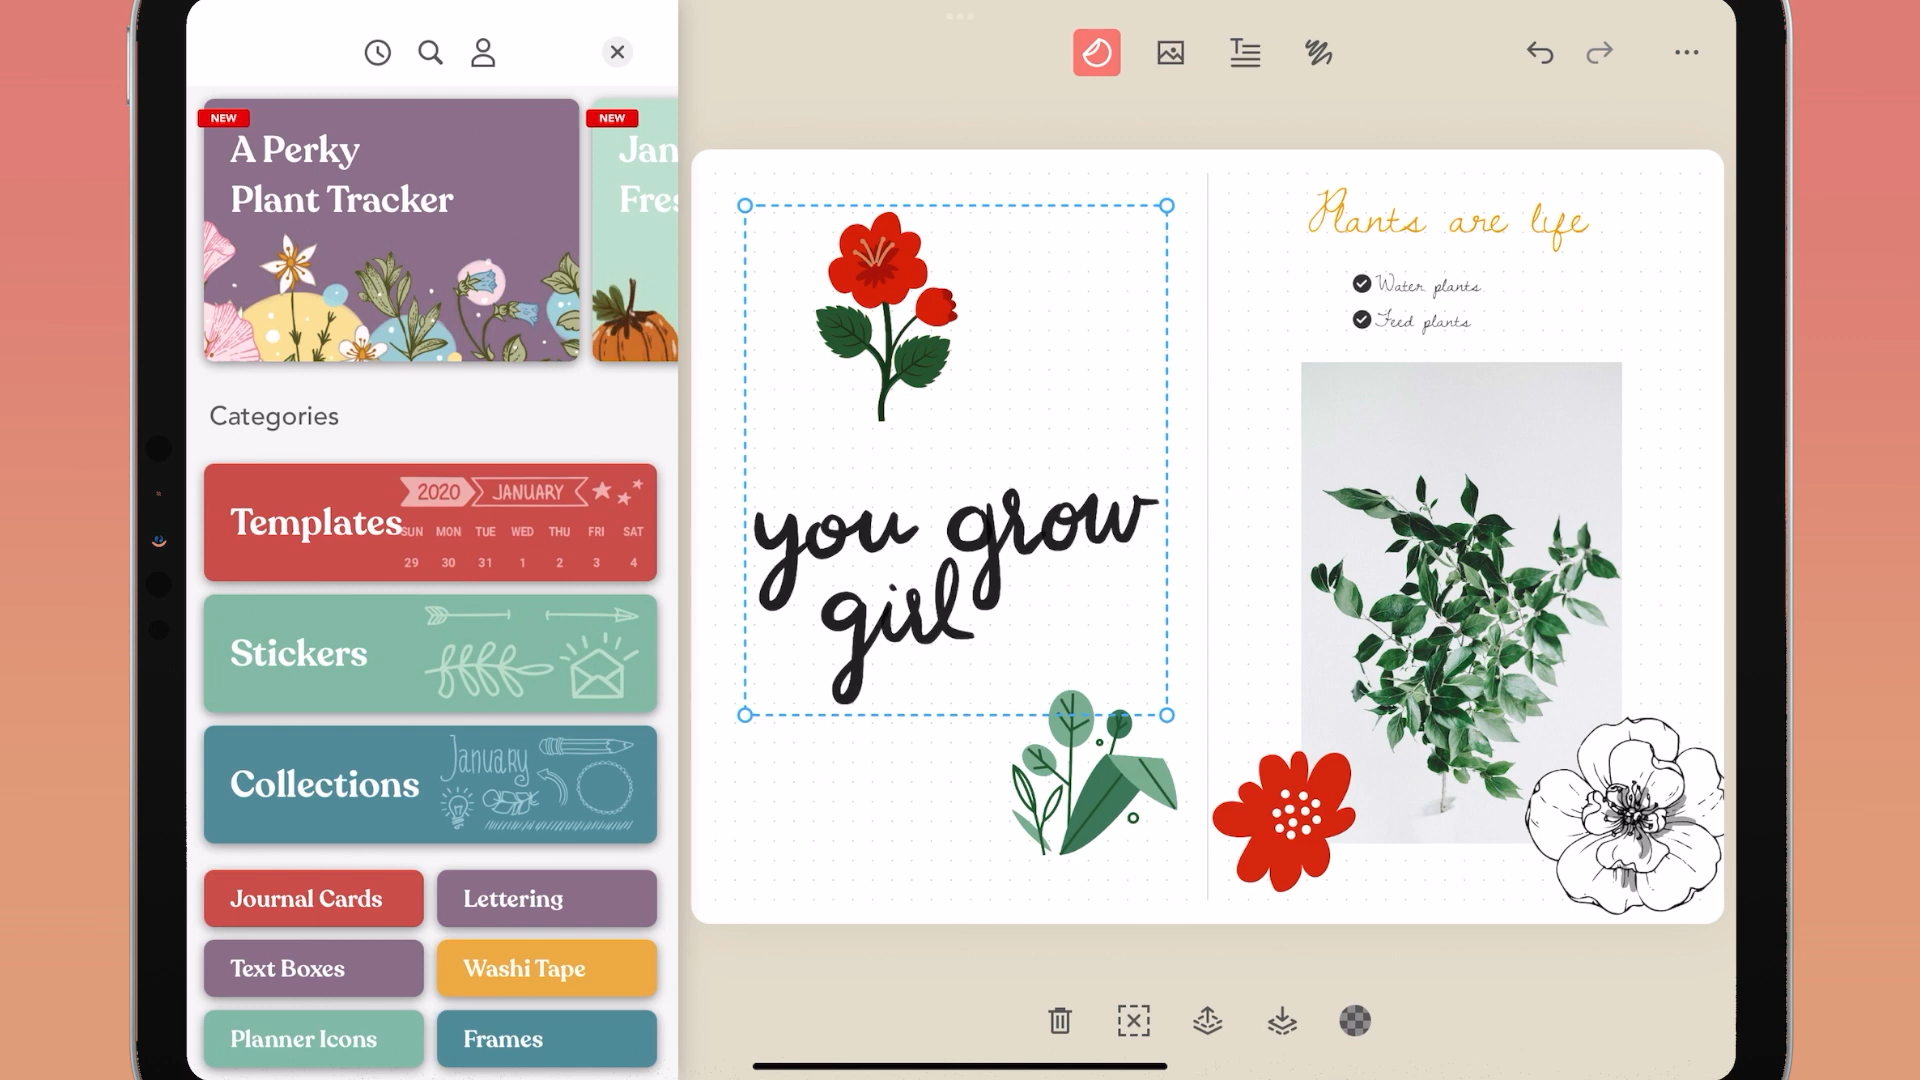 NEW
A Perky
Plant Tracker
NEW
Categories
Templates
2020 JANUARY
SUN MON TUE WED THU FRI SAT
29 30 31 1 2 3 4
Stickers
Collections
January
Journal Cards
Lettering
Text Boxes
Washi Tape
Planner Icons
Frames
you grow
girl
Plants are life
Water plants
Feed plants